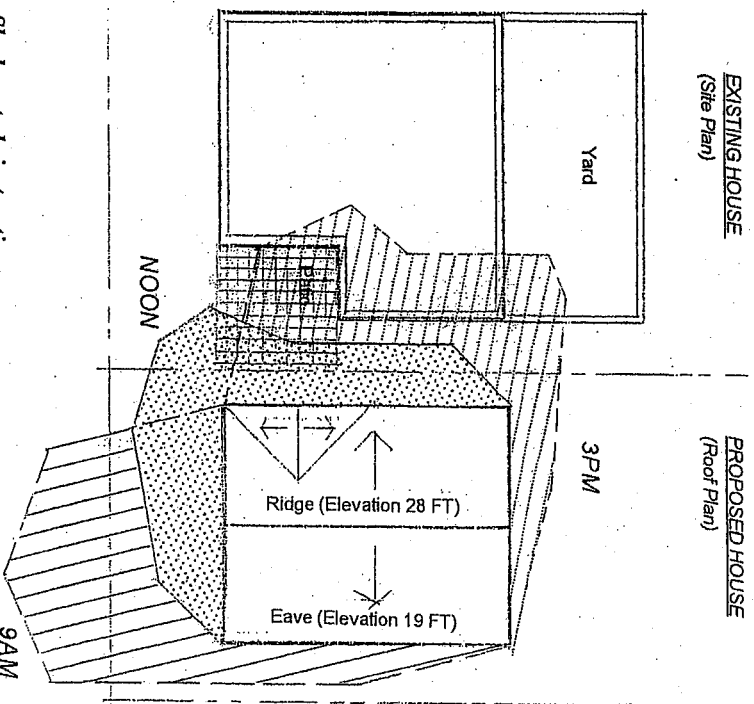 EXISTING HOUSE
(Site Plan)
PROPOSED HOUSE
(Roof Plan)
Yard
Patio
3PM
NOON
9AM
Ridge (Elevation 28 FT)
Eave (Elevation 19 FT)